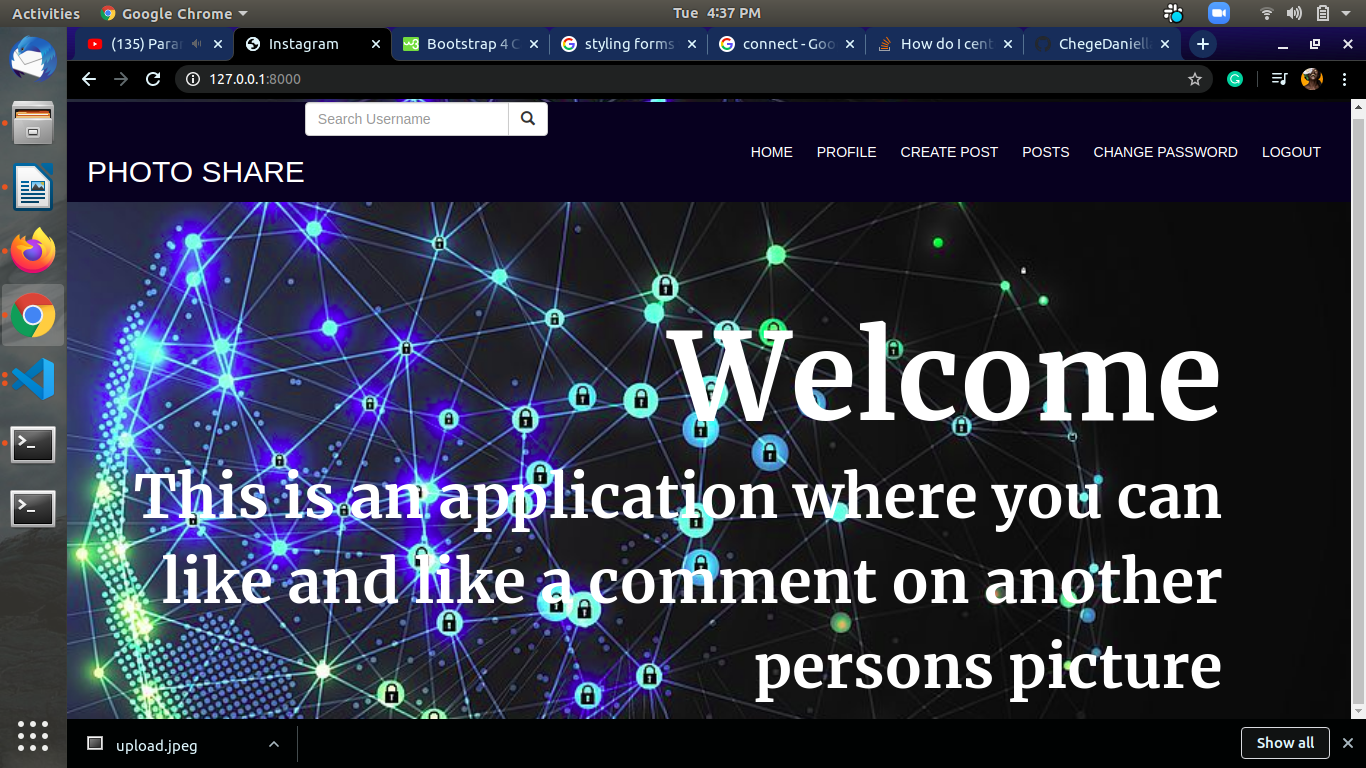 Activities
Google Chrome
Tue 4:37 PM
(135) Paran
Instagram
Bootstrap 4 C
styling forms
connect - Goo
How do I cent
ChegeDaniell
127.0.0.1:8000
Search Username
PHOTO SHARE
HOME
PROFILE
CREATE POST
POSTS
CHANGE PASSWORD
LOGOUT
Welcome
This is an application where you can
like and like a comment on another
persons picture
upload.jpeg
Show all